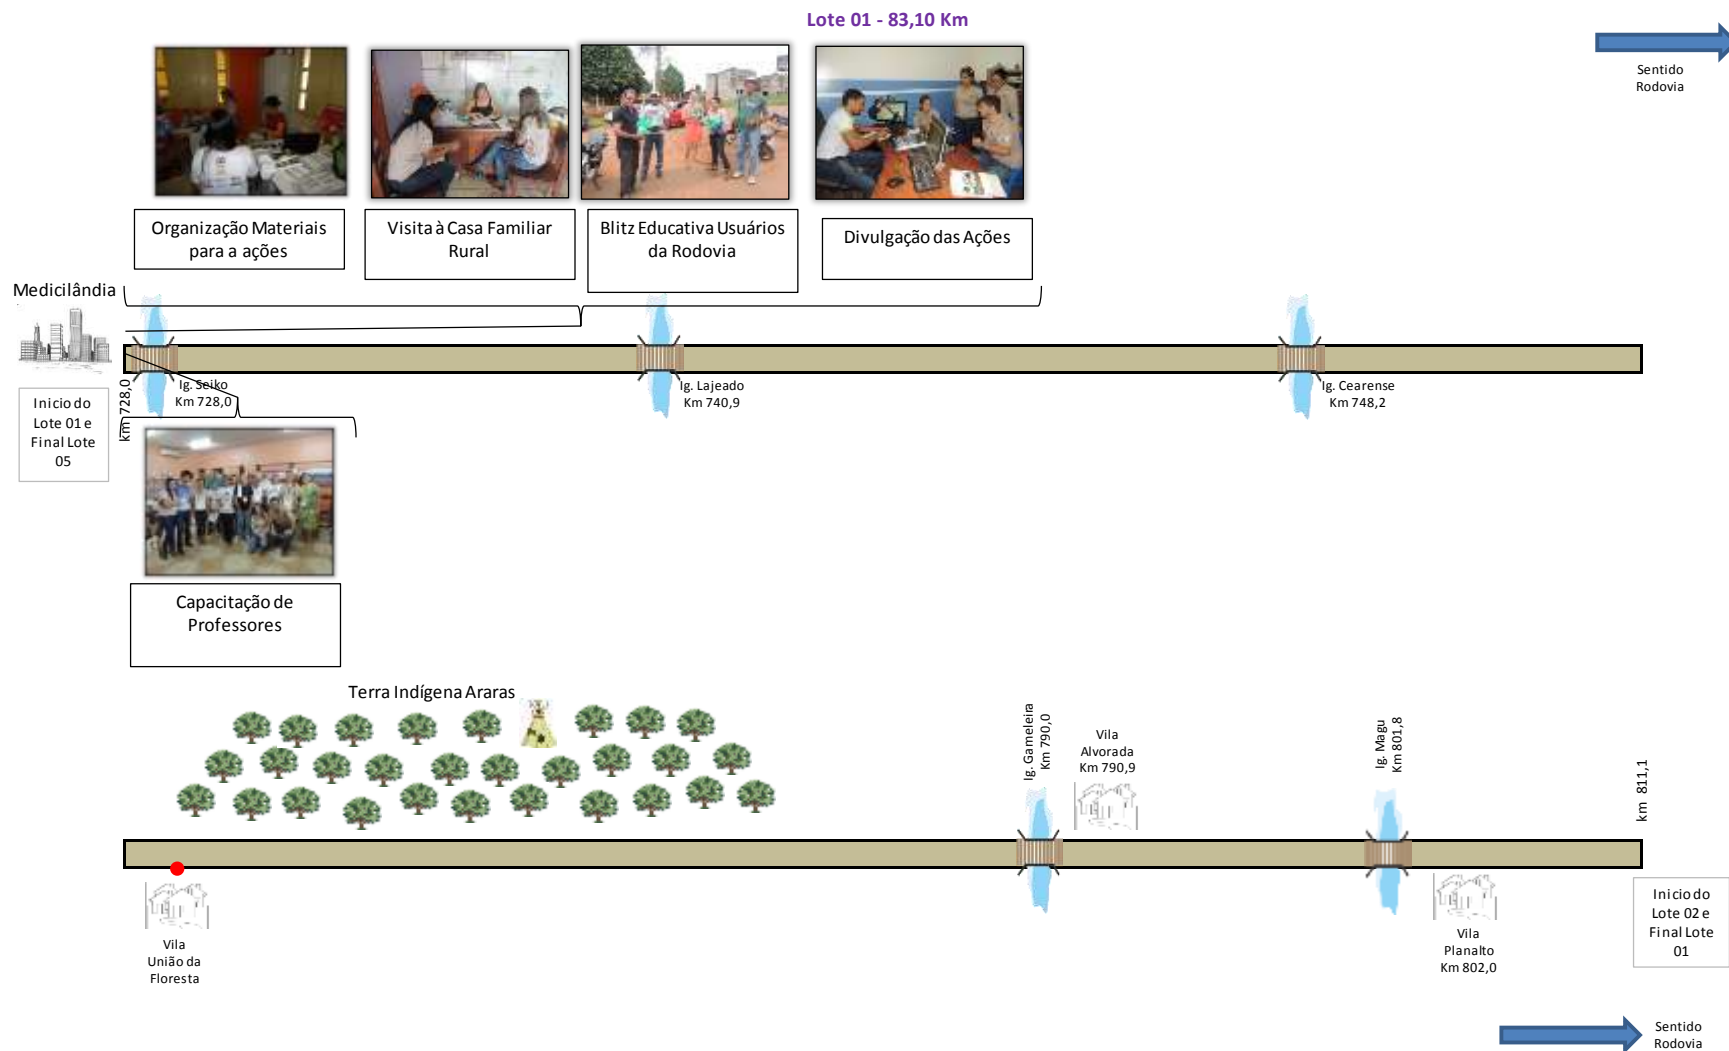 Lote 01 - 83,10 Km
Sentido
Rodovia
Organização Materiais
para a ações
Visita à Casa Familiar
Rural
Blitz Educativa Usuários
da Rodovia
Divulgação das Ações
Medicilândia
Ig. Seiko
Km 728,0
Ig. Lajeado
Km 740,9
Ig. Cearense
Km 748,2
km 728,0
Inicio do
Lote 01 e
Final Lote
05
Capacitação de
Professores
Terra Indígena Araras
Ig. Gameleira
Km 790,0
Vila
Alvorada
Km 790,9
Ig. Magu
Km 801,8
km 811,1
Vila
União da
Floresta
Vila
Planalto
Km 802,0
Inicio do
Lote 02 e
Final Lote
01
Sentido
Rodovia